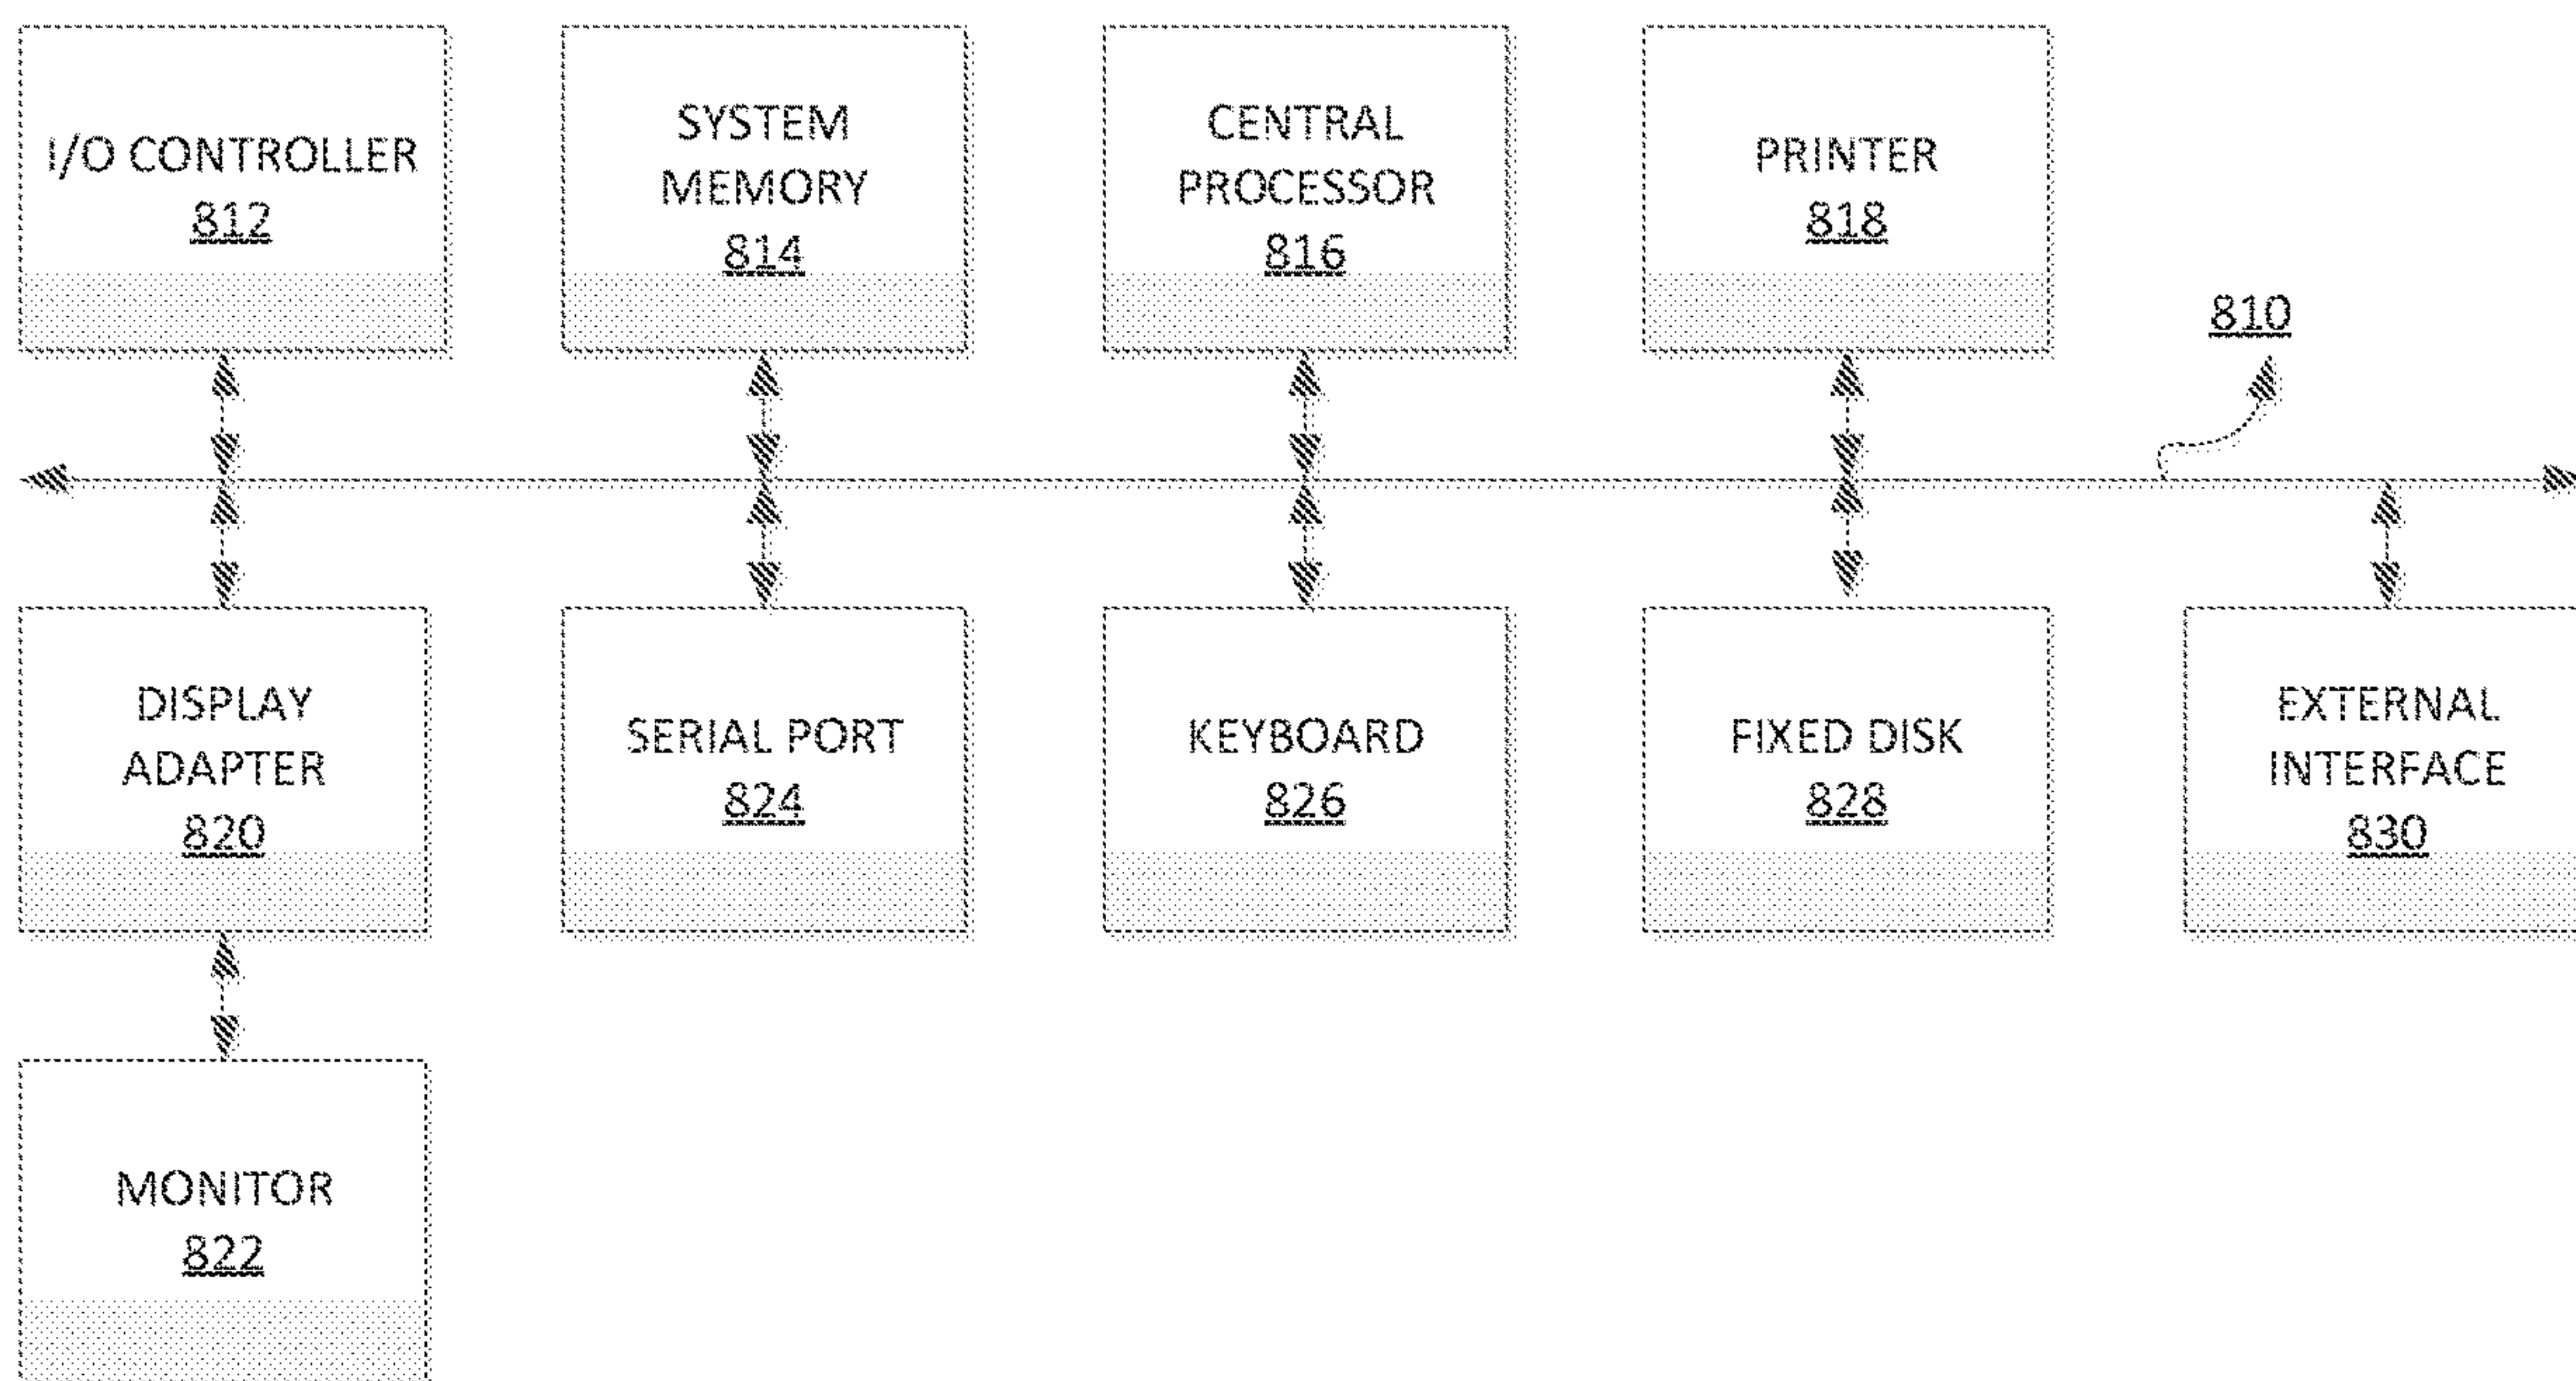 I/O CONTROLLER
812
SYSTEM
MEMORY
814
CENTRAL
PROCESSOR
816
PRINTER
818
810
DISPLAY
ADAPTER
820
SERIAL PORT
824
KEYBOARD
826
FIXED DISK
828
EXTERNAL
INTERFACE
830
MONITOR
822